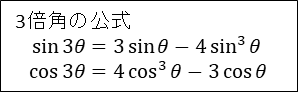 3倍角の公式
sin 3θ = 3 sin θ − 4 sin³ θ
cos 3θ = 4 cos³ θ − 3 cos θ